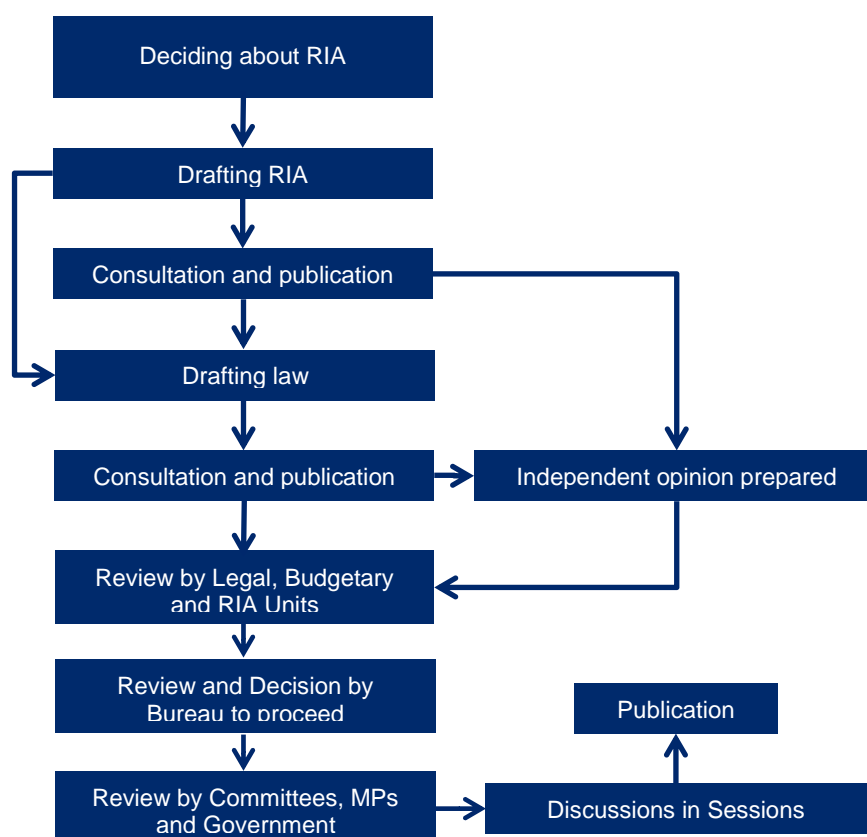 Deciding about RIA
Drafting RIA
Consultation and publication
Drafting law
Consultation and publication
Independent opinion prepared
Review by Legal, Budgetary
and RIA Units
Review and Decision by
Bureau to proceed
Publication
Review by Committees, MPs
and Government
Discussions in Sessions